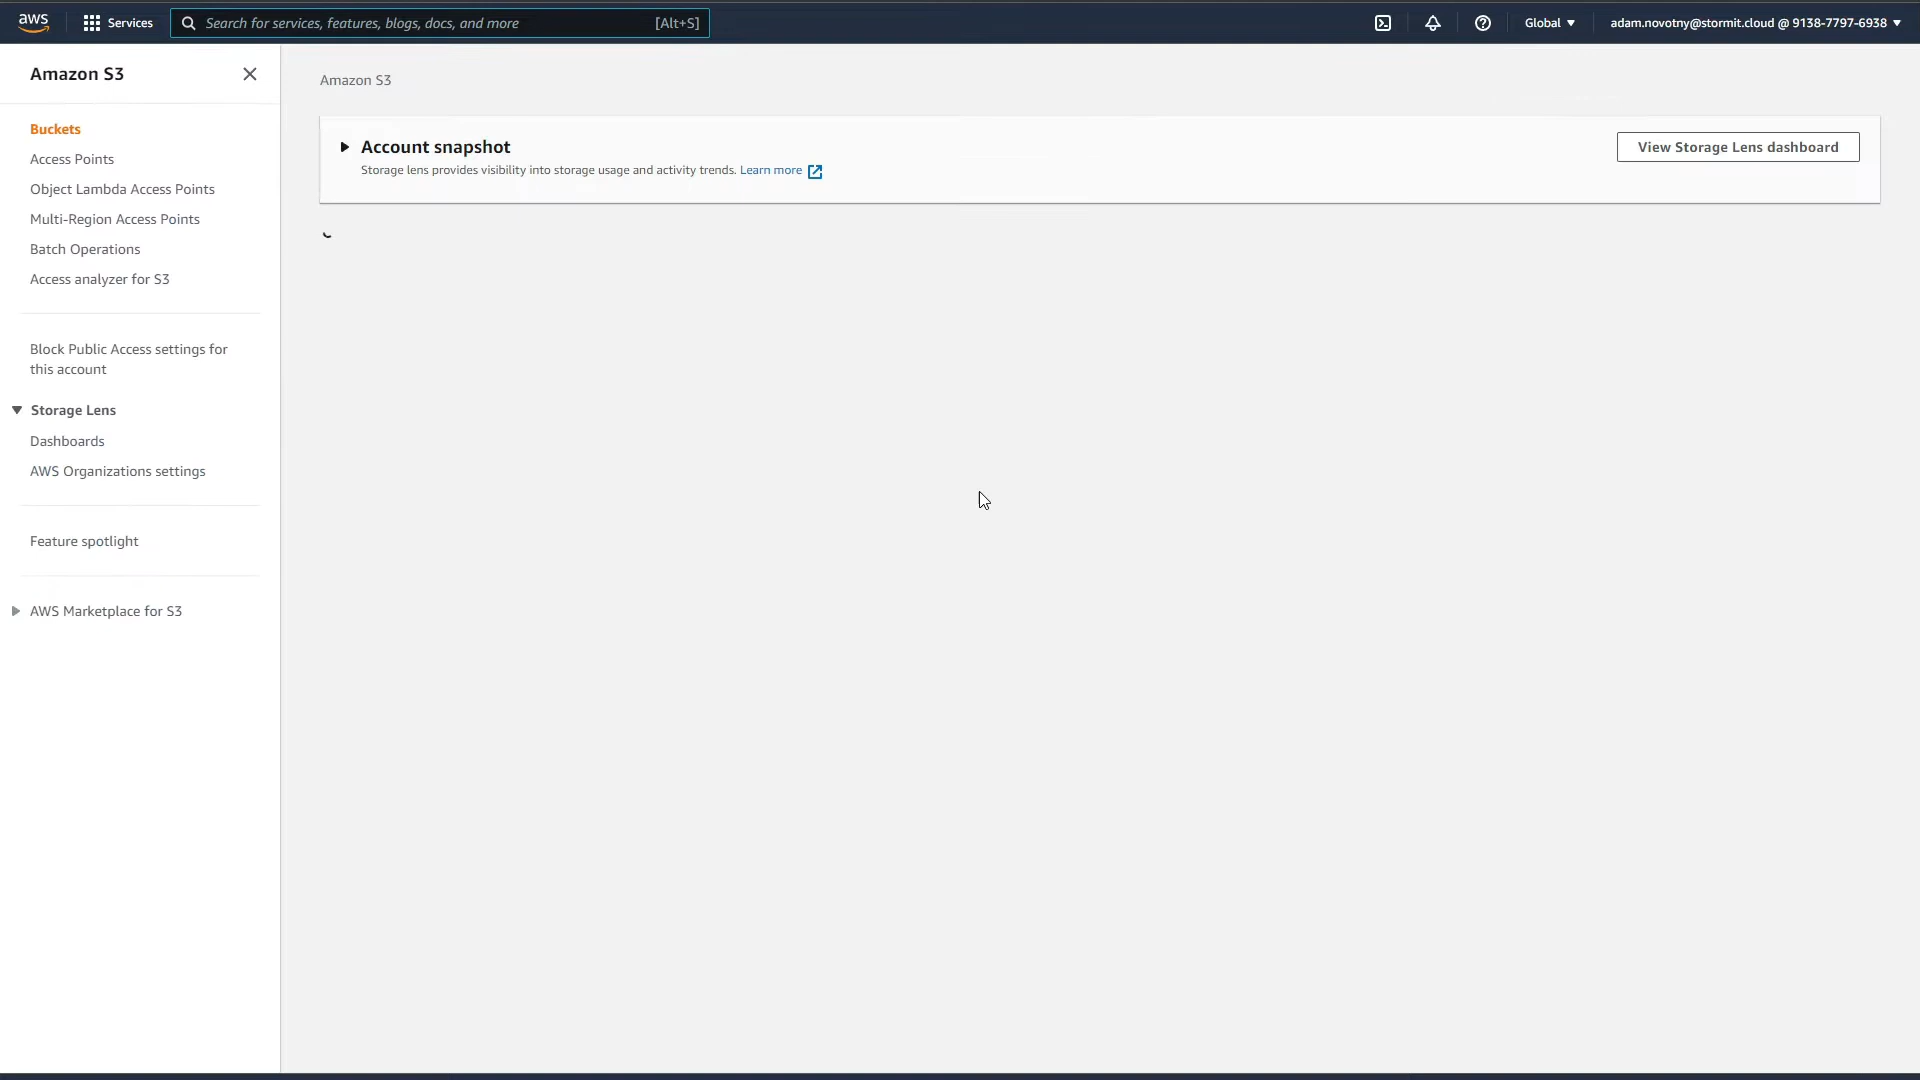 aws
Services
Search for services, features, blogs, docs, and more [Alt+S]
Global
adam.novotny@stormit.cloud @ 9138-7797-6938
Amazon S3
Buckets
Access Points
Object Lambda Access Points
Multi-Region Access Points
Batch Operations
Access analyzer for S3
Block Public Access settings for
this account
Storage Lens
Dashboards
AWS Organizations settings
Feature spotlight
AWS Marketplace for S3
Amazon S3
Account snapshot
Storage lens provides visibility into storage usage and activity trends. Learn more
View Storage Lens dashboard